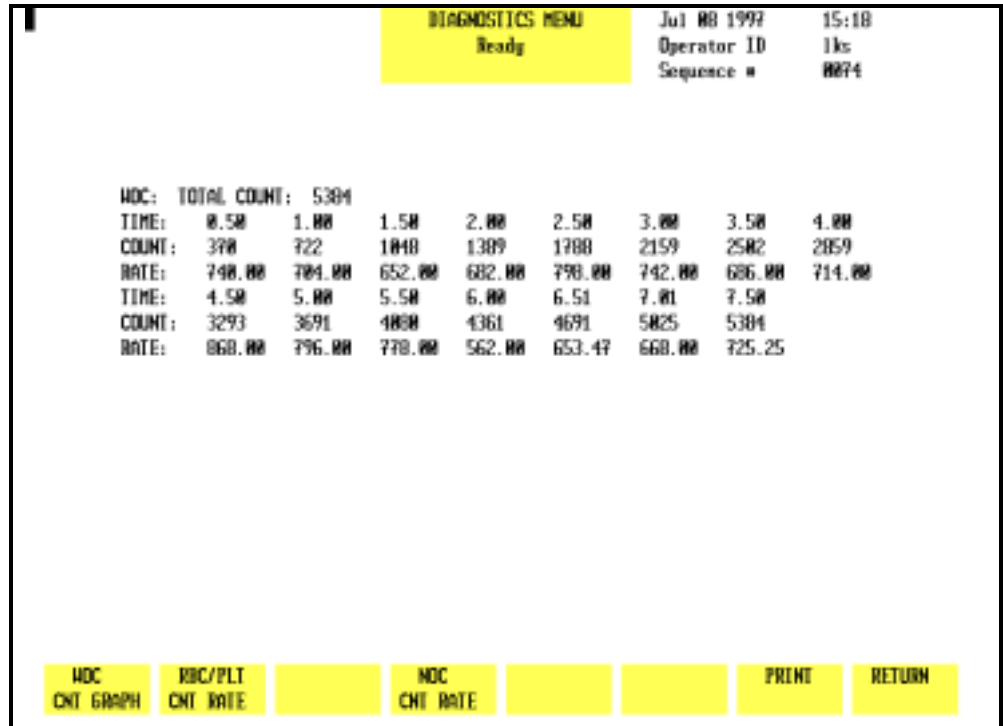 DIAGNOSTICS MENU Jul 08 1997 15:18
Ready Operator ID lks
Sequence # 0074
WOC: TOTAL COUNT: 5384
TIME: 0.50 1.00 1.50 2.00 2.50 3.00 3.50 4.00
COUNT: 370 722 1048 1389 1788 2159 2502 2859
RATE: 740.00 704.00 652.00 682.00 798.00 742.00 686.00 714.00
TIME: 4.50 5.00 5.50 6.00 6.51 7.01 7.50
COUNT: 3293 3691 4080 4361 4691 5025 5384
RATE: 868.00 796.00 778.00 562.00 653.47 668.00 725.25
WOC RBC/PLT NOC PRINT RETURN
CNT GRAPH CNT RATE CNT RATE